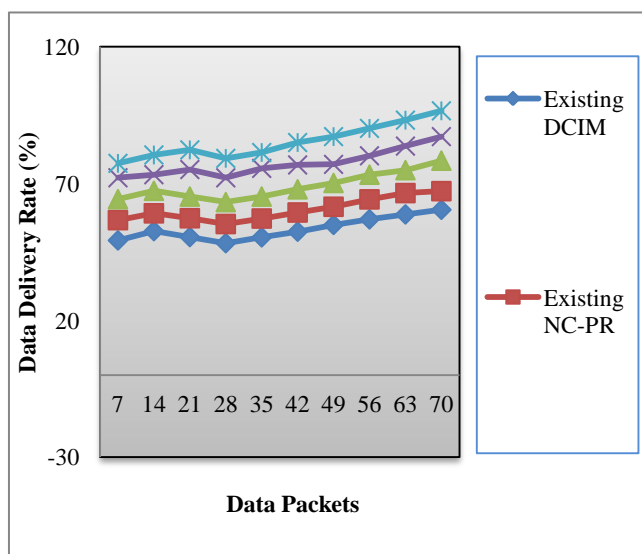 120
70
20
-30
Data Delivery Rate (%)
7 14 21 28 35 42 49 56 63 70
Data Packets
Existing
DCIM
Existing
NC-PR